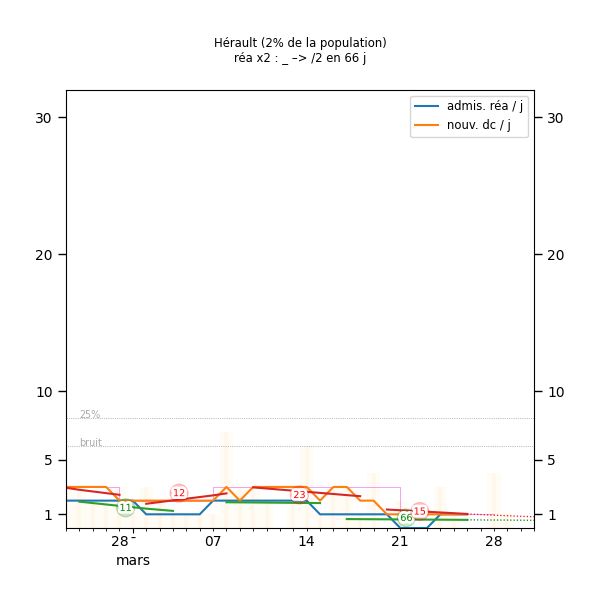 Hérault (2% de la population)
réa x2 : _ –> /2 en 66 j
admis. réa / j
nouv. dc / j
30 30
20 20
10 10
25%
bruit
5 5
12 23
11 66 15
1 1
28 07 14 21 28
mars